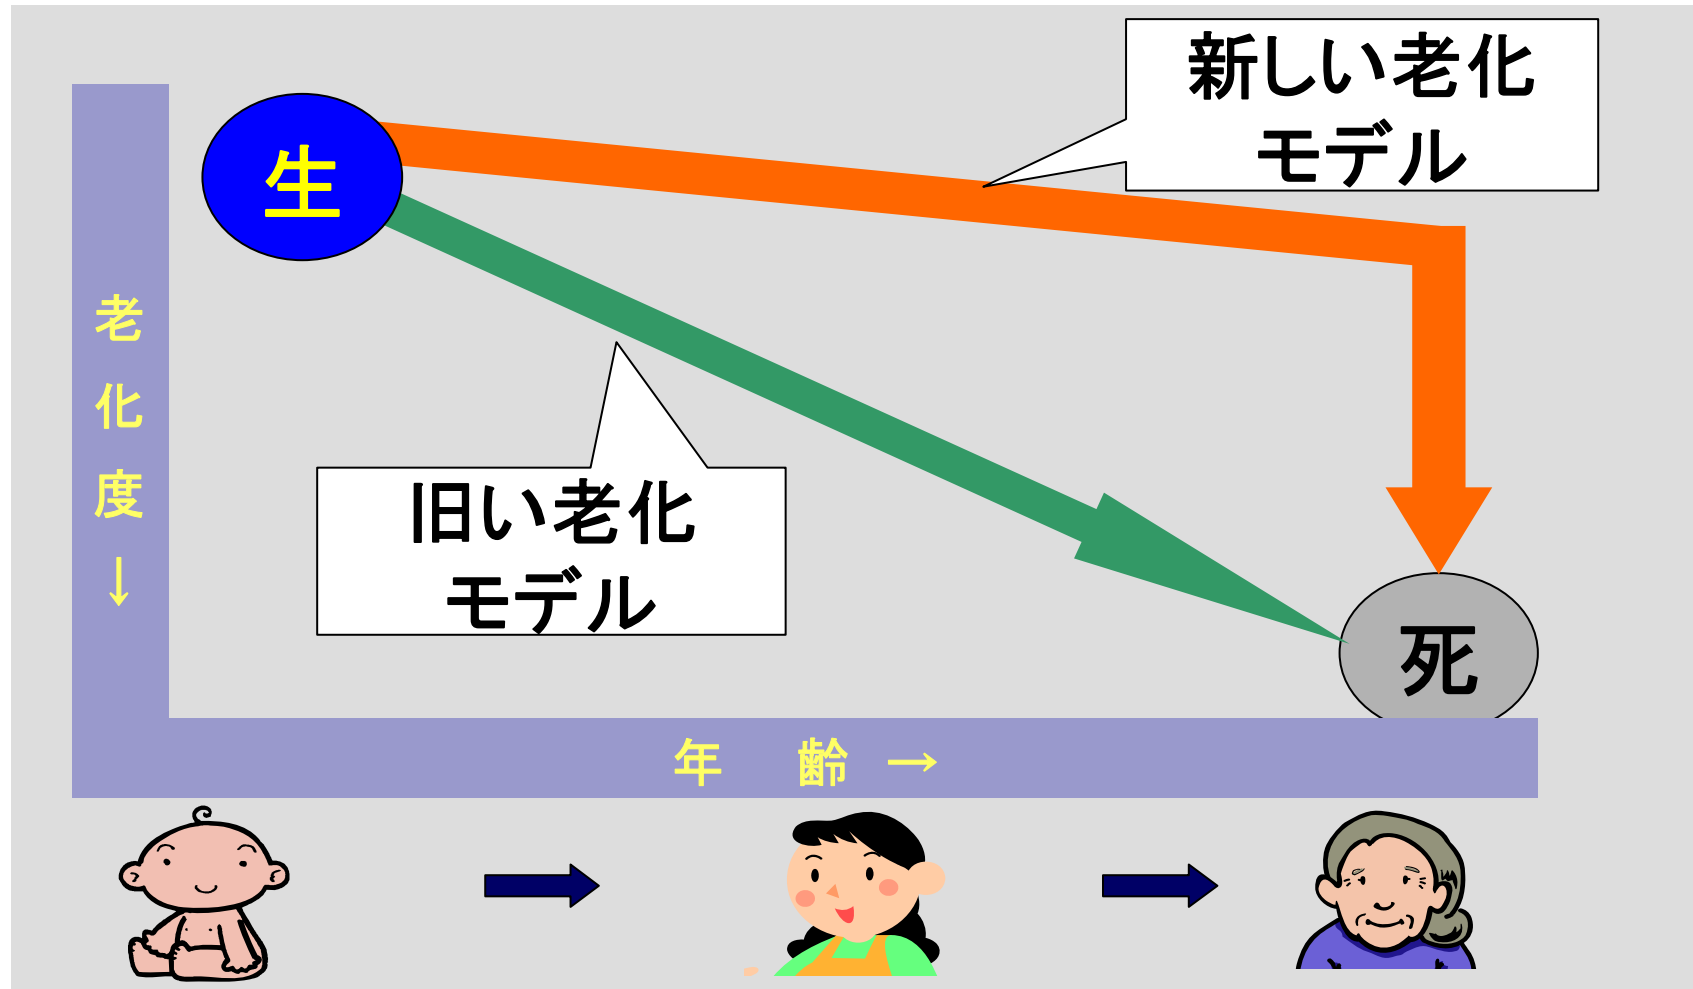 新しい老化
モデル
生
老
化
度
↓
旧い老化
モデル
死
年 齢 →